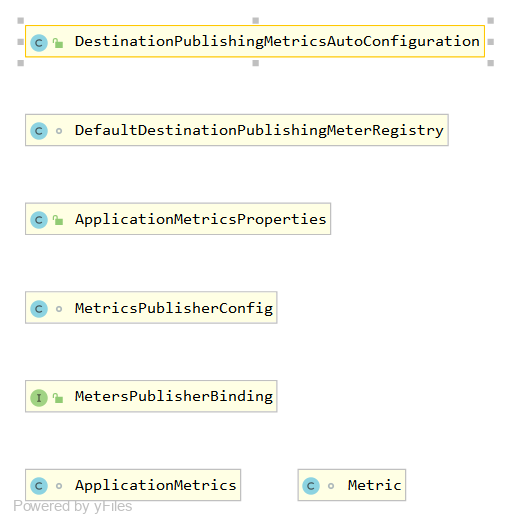 C DestinationPublishingMetricsAutoConfiguration
C DefaultDestinationPublishingMeterRegistry
C ApplicationMetricsProperties
C MetricsPublisherConfig
I MetersPublisherBinding
C ApplicationMetrics C Metric
Powered by yFiles